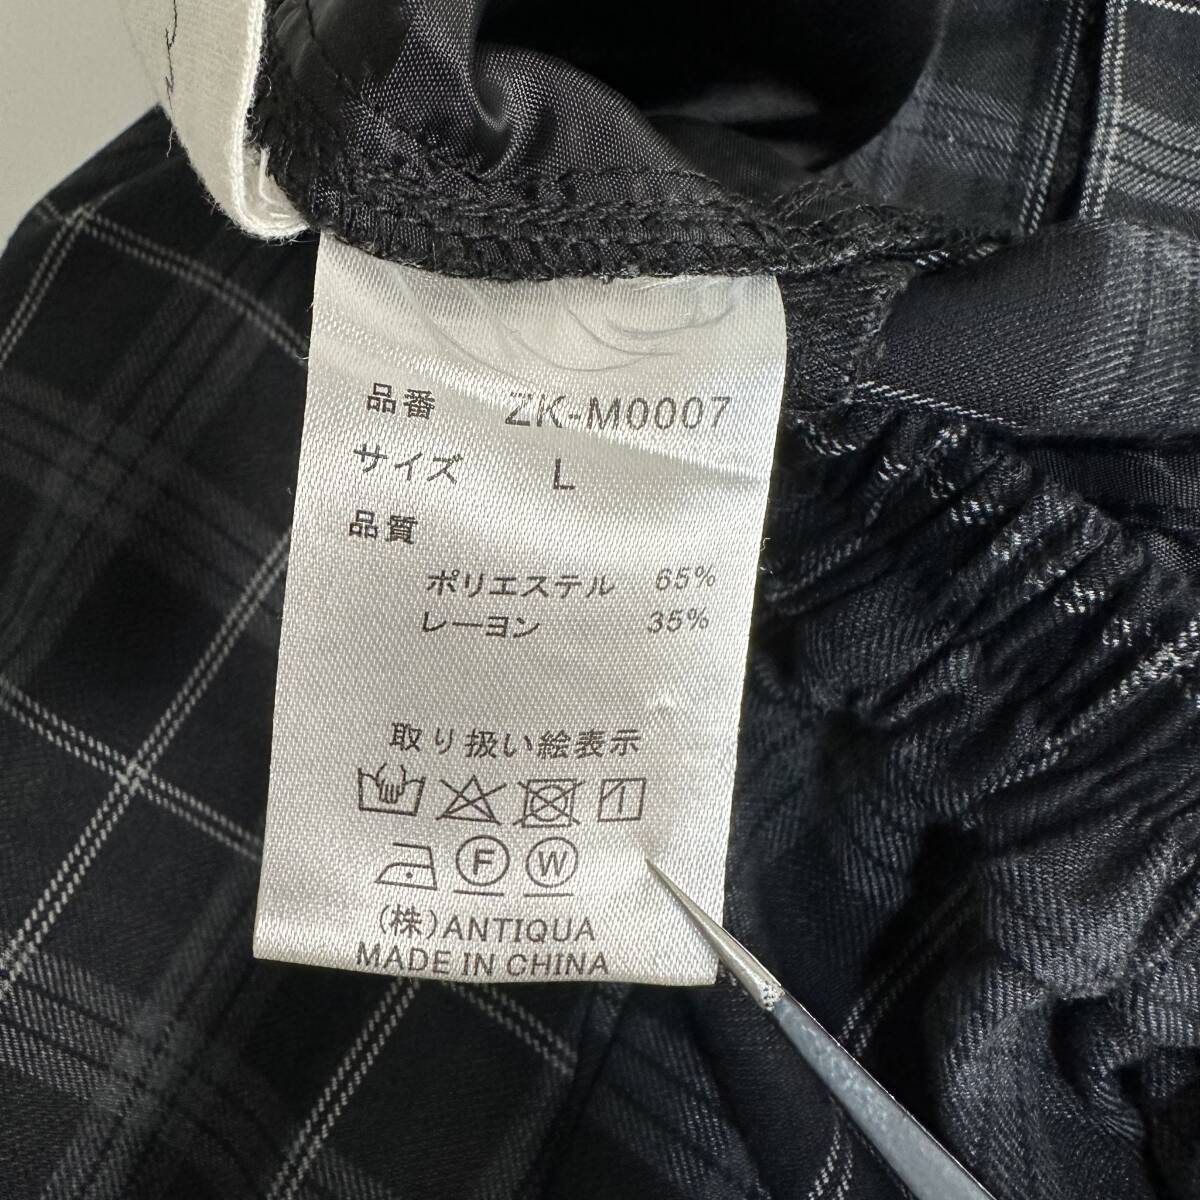 品番 ZK-M0007
サイズ L
品質
ポリエステル 65%
レーヨン 35%
取り扱い絵表示
F W
(株)ANTIQUA
MADE IN CHINA